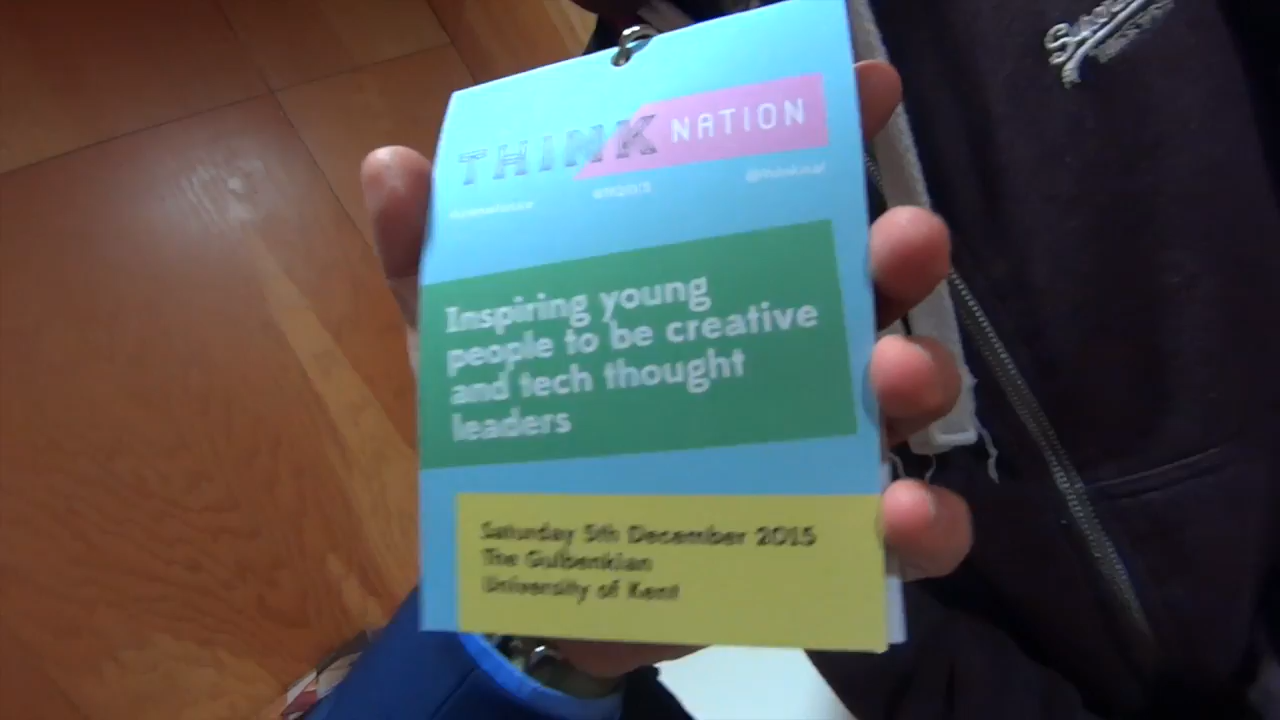 THINK NATION
Inspiring young
people to be creative
and tech thought
leaders
Saturday 5th December 2015
The Gulbenkian
University of Kent